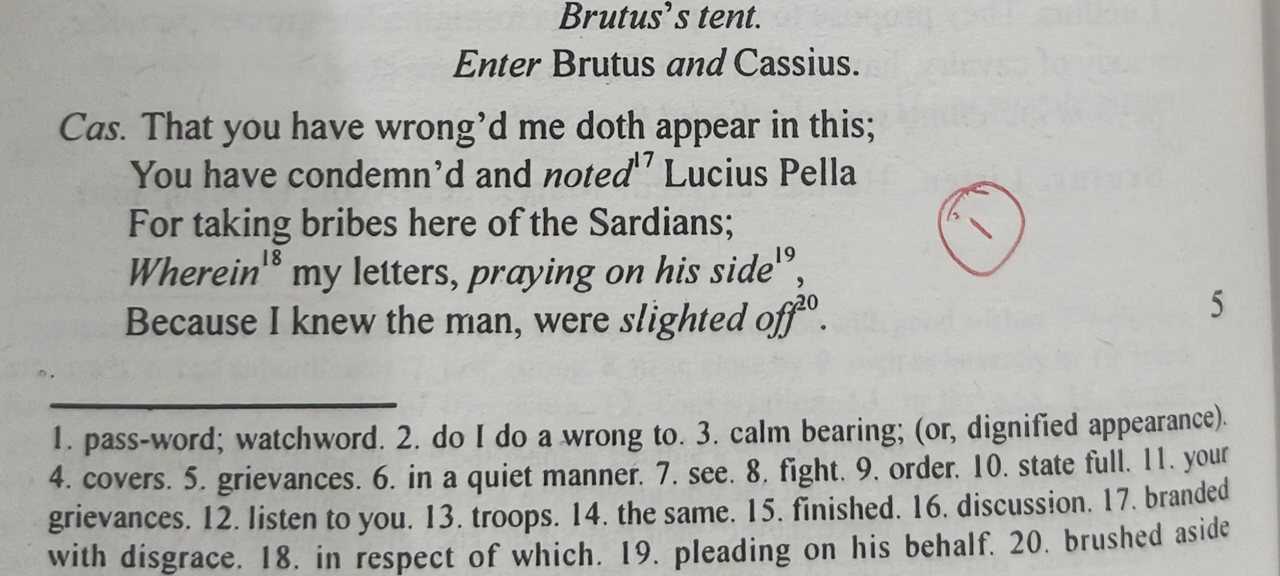 Brutus's tent.
Enter Brutus and Cassius.
Cas. That you have wrong'd me doth appear in this;
You have condemn'd and noted¹⁷ Lucius Pella
For taking bribes here of the Sardians;
Wherein¹⁸ my letters, praying on his side¹⁹,
Because I knew the man, were slighted off²⁰.
5
1. pass-word; watchword. 2. do I do a wrong to. 3. calm bearing; (or, dignified appearance).
4. covers. 5. grievances. 6. in a quiet manner. 7. see. 8. fight. 9. order. 10. state full. 11. your
grievances. 12. listen to you. 13. troops. 14. the same. 15. finished. 16. discussion. 17. branded
with disgrace. 18. in respect of which. 19. pleading on his behalf. 20. brushed aside